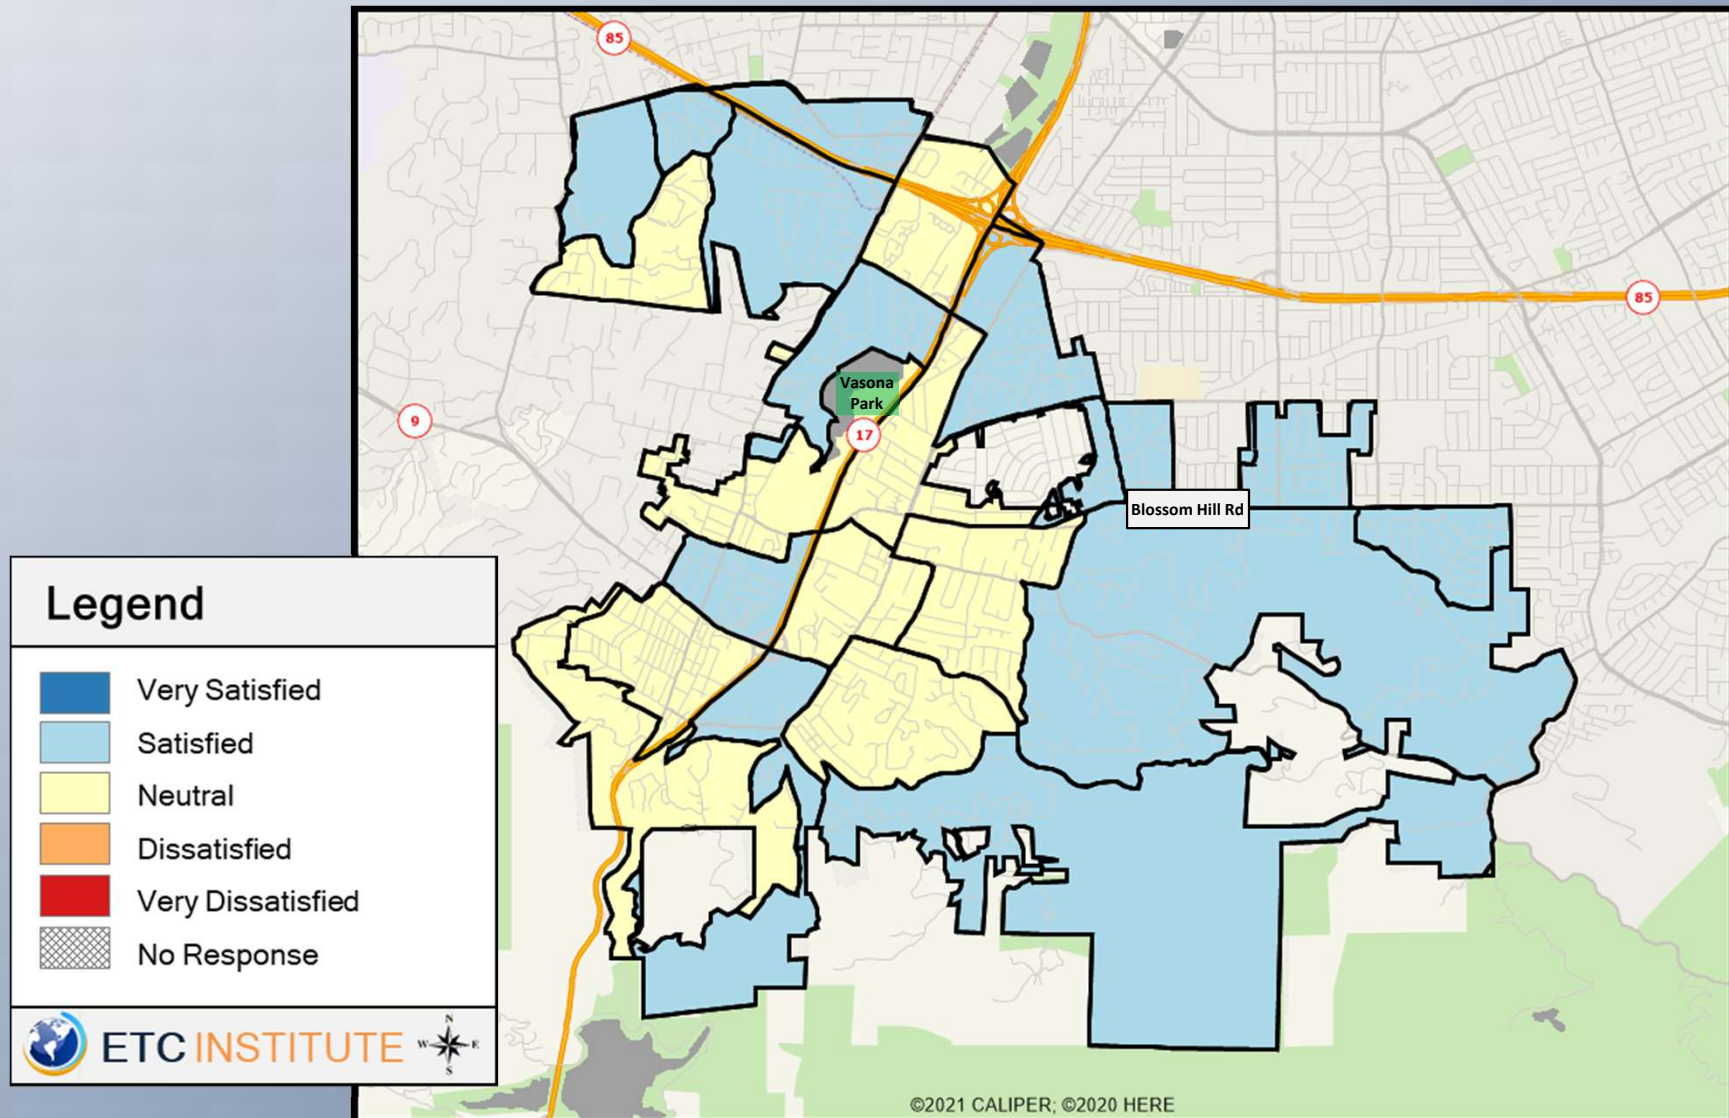 85
85
9
Vasona
Park
17
Blossom Hill Rd
Legend
Very Satisfied
Satisfied
Neutral
Dissatisfied
Very Dissatisfied
No Response
ETC INSTITUTE
N
W E
S
©2021 CALIPER; ©2020 HERE